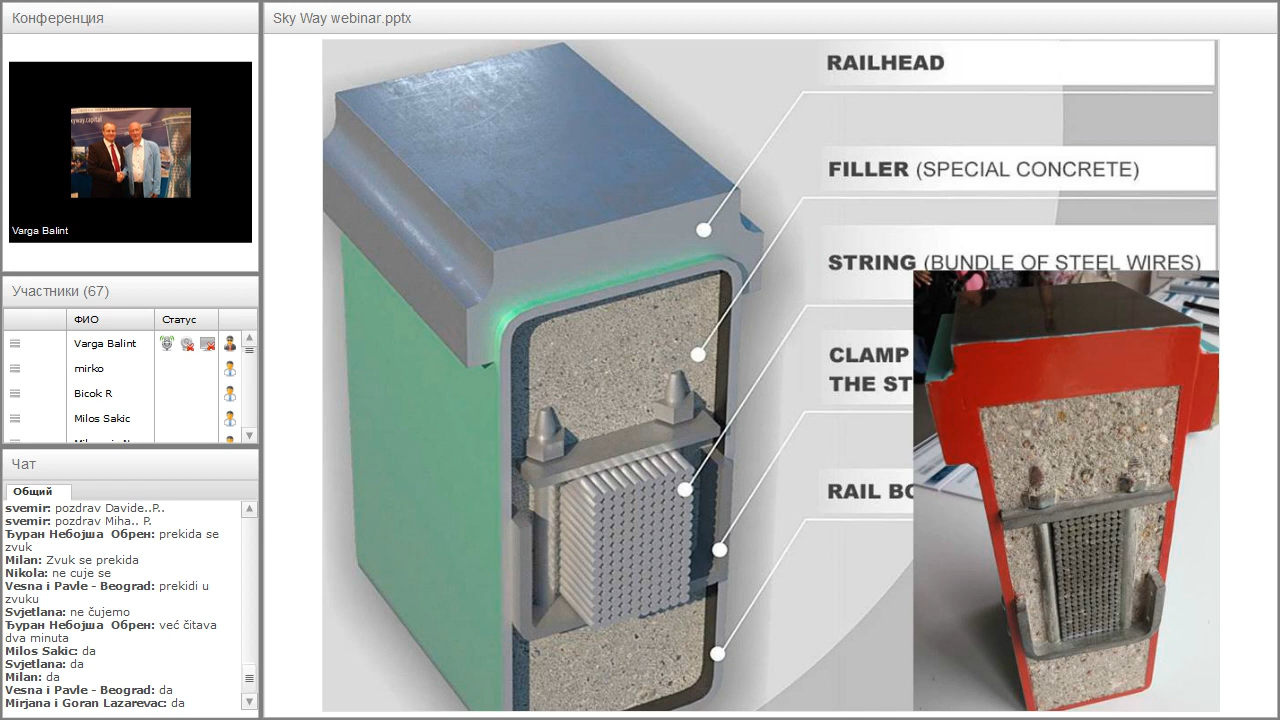 Конференция
Varga Balint
Участники (67)
ФИО
Статус
Varga Balint
mirko
Bicok R
Milos Sakic
Чат
Общий
svemir: pozdrav Davide..P..
svemir: pozdrav Miha.. P.
Ђуран Небојша Обрен: prekida se
zvuk
Milan: Zvuk se prekida
Nikola: ne cuje se
Vesna i Pavle - Beograd: prekidi u
zvuku
Svjetlana: ne čujemo
Ђуран Небојша Обрен: već čitava
dva minuta
Milos Sakic: da
Svjetlana: da
Milan: da
Vesna i Pavle - Beograd: da
Mirjana i Goran Lazarevac: da
Sky Way webinar.pptx
RAILHEAD
FILLER (SPECIAL CONCRETE)
STRING (BUNDLE OF STEEL WIRES)
CLAMP
THE ST
RAIL BO